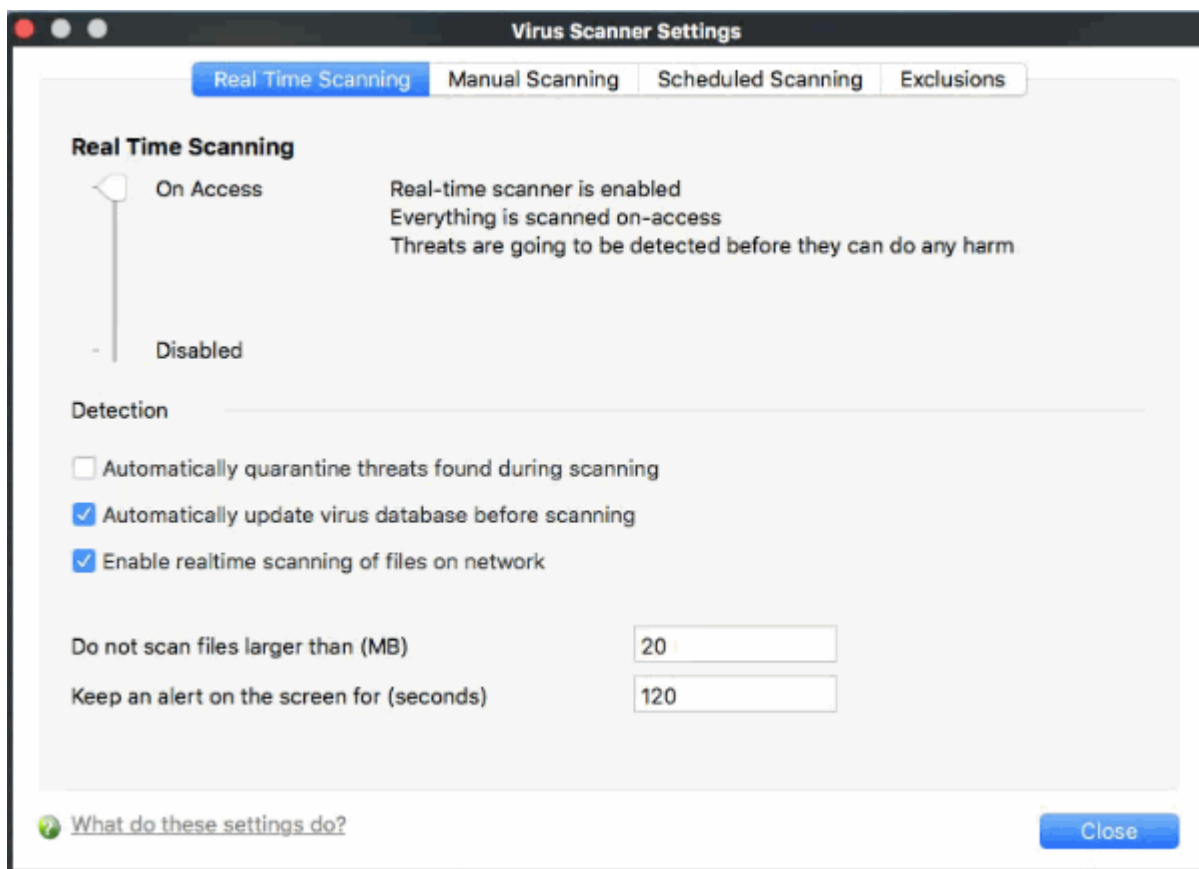 Virus Scanner Settings
Real Time Scanning Manual Scanning Scheduled Scanning Exclusions
Real Time Scanning
On Access
Real-time scanner is enabled
Everything is scanned on-access
Threats are going to be detected before they can do any harm
Disabled
Detection
Automatically quarantine threats found during scanning
Automatically update virus database before scanning
Enable realtime scanning of files on network
Do not scan files larger than (MB) 20
Keep an alert on the screen for (seconds) 120
What do these settings do?
Close